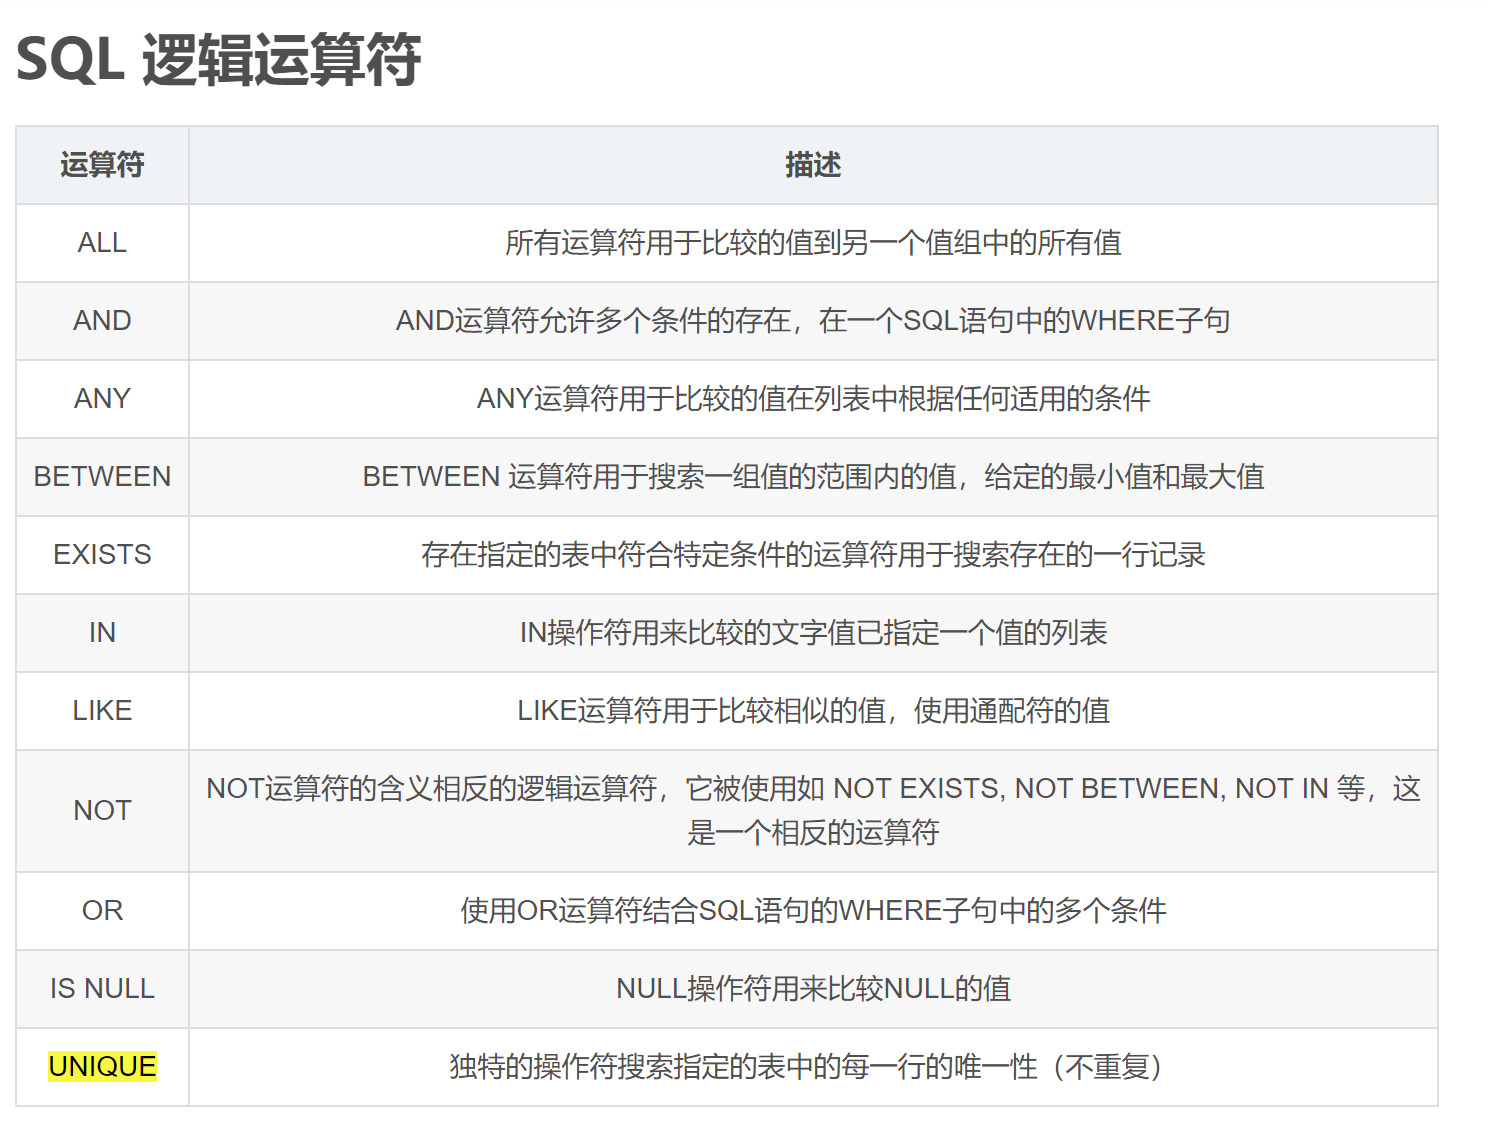 SQL 逻辑运算符
运算符 描述
ALL 所有运算符用于比较的值到另一个值组中的所有值
AND AND运算符允许多个条件的存在，在一个SQL语句中的WHERE子句
ANY ANY运算符用于比较的值在列表中根据任何适用的条件
BETWEEN BETWEEN 运算符用于搜索一组值的范围内的值，给定的最小值和最大值
EXISTS 存在指定的表中符合特定条件的运算符用于搜索存在的一行记录
IN IN操作符用来比较的文字值已指定一个值的列表
LIKE LIKE运算符用于比较相似的值，使用通配符的值
NOT NOT运算符的含义相反的逻辑运算符，它被使用如 NOT EXISTS, NOT BETWEEN, NOT IN 等，这
是一个相反的运算符
OR 使用OR运算符结合SQL语句的WHERE子句中的多个条件
IS NULL NULL操作符用来比较NULL的值
UNIQUE 独特的操作符搜索指定的表中的每一行的唯一性（不重复）